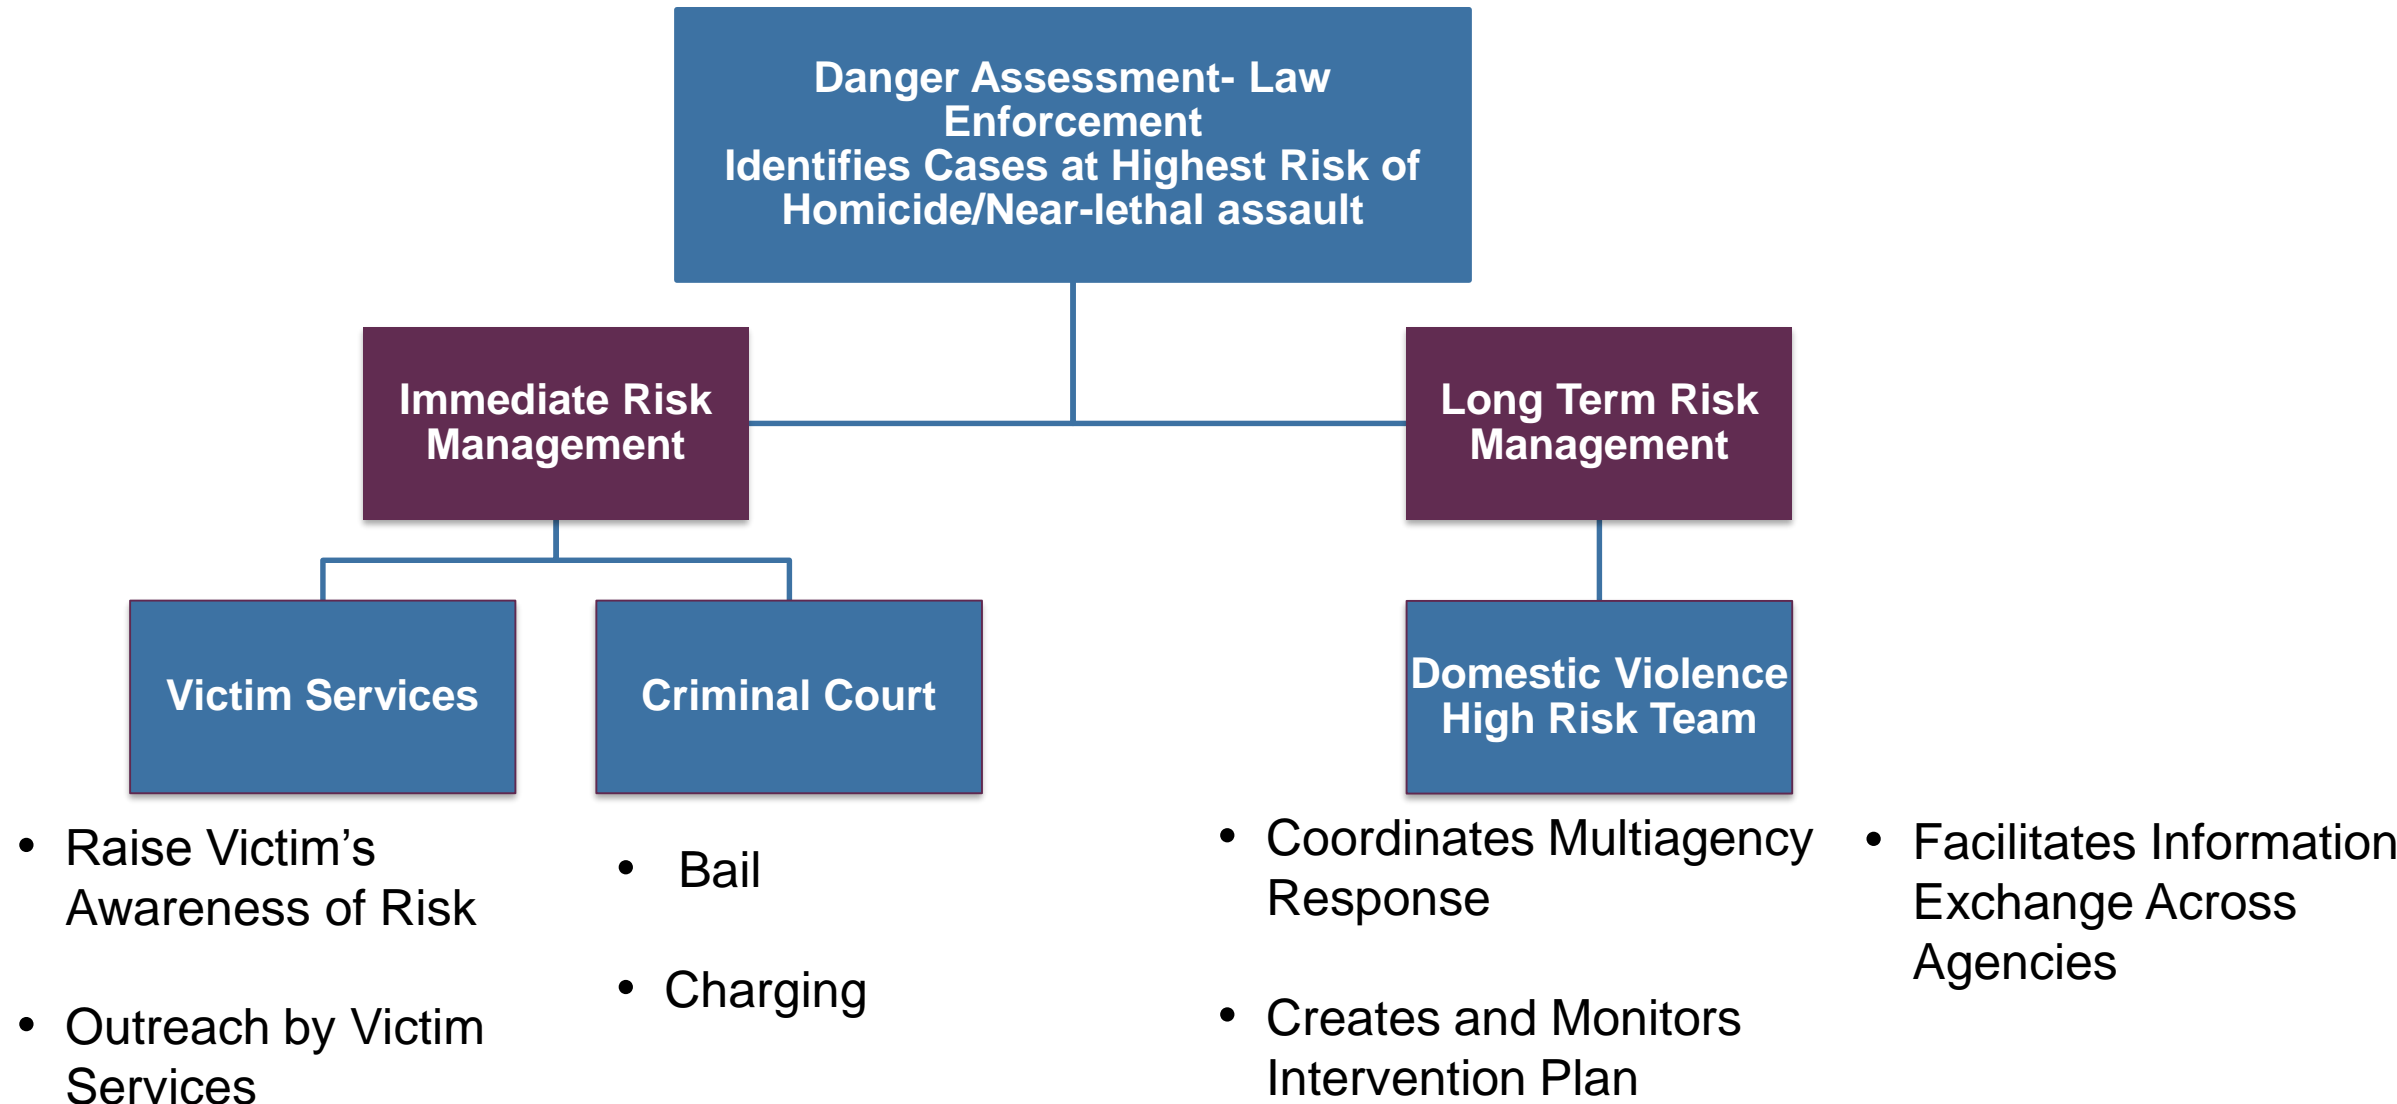 Danger Assessment- Law
Enforcement
Identifies Cases at Highest Risk of
Homicide/Near-lethal assault
Immediate Risk
Management
Long Term Risk
Management
Victim Services
Criminal Court
Domestic Violence
High Risk Team
• Raise Victim’s
Awareness of Risk
• Outreach by Victim
Services
• Bail
• Charging
• Coordinates Multiagency
Response
• Creates and Monitors
Intervention Plan
• Facilitates Information
Exchange Across
Agencies